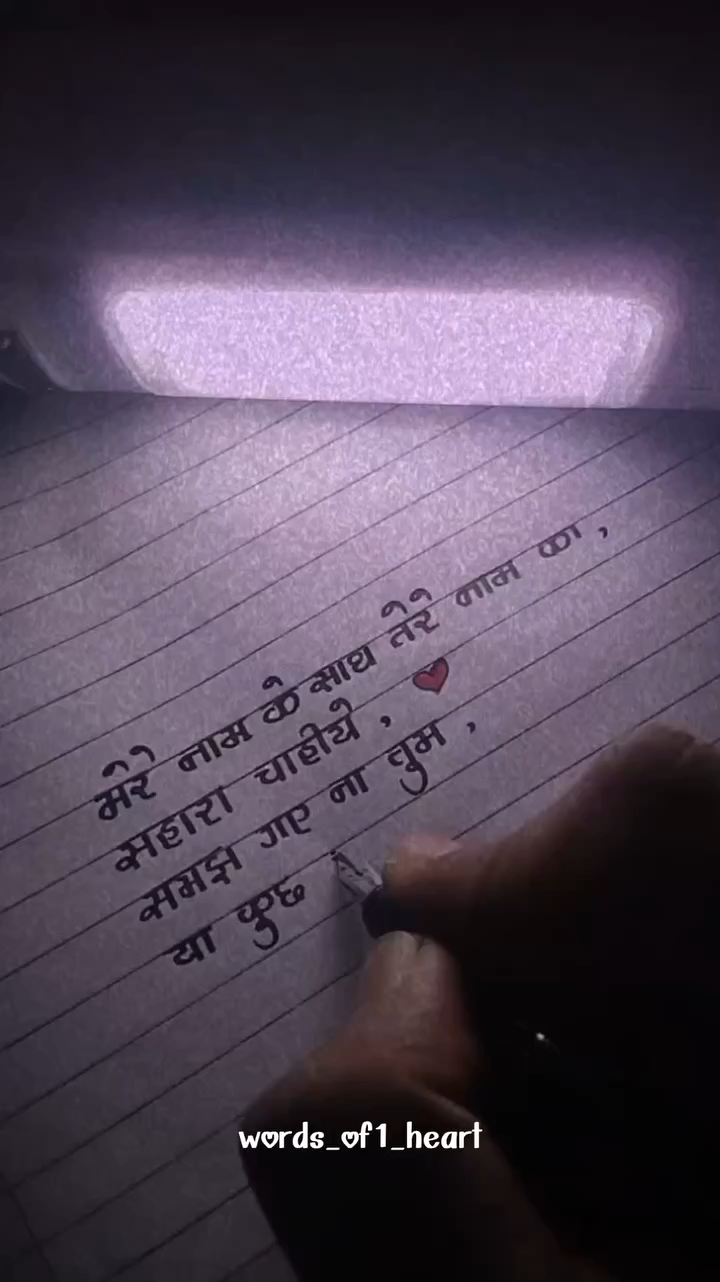 मेरे नाम के साथ तेरे नाम का ,
सहारा चाहीये , ❤
समझ गए ना तुम ,
या कुछ
words_of1_heart